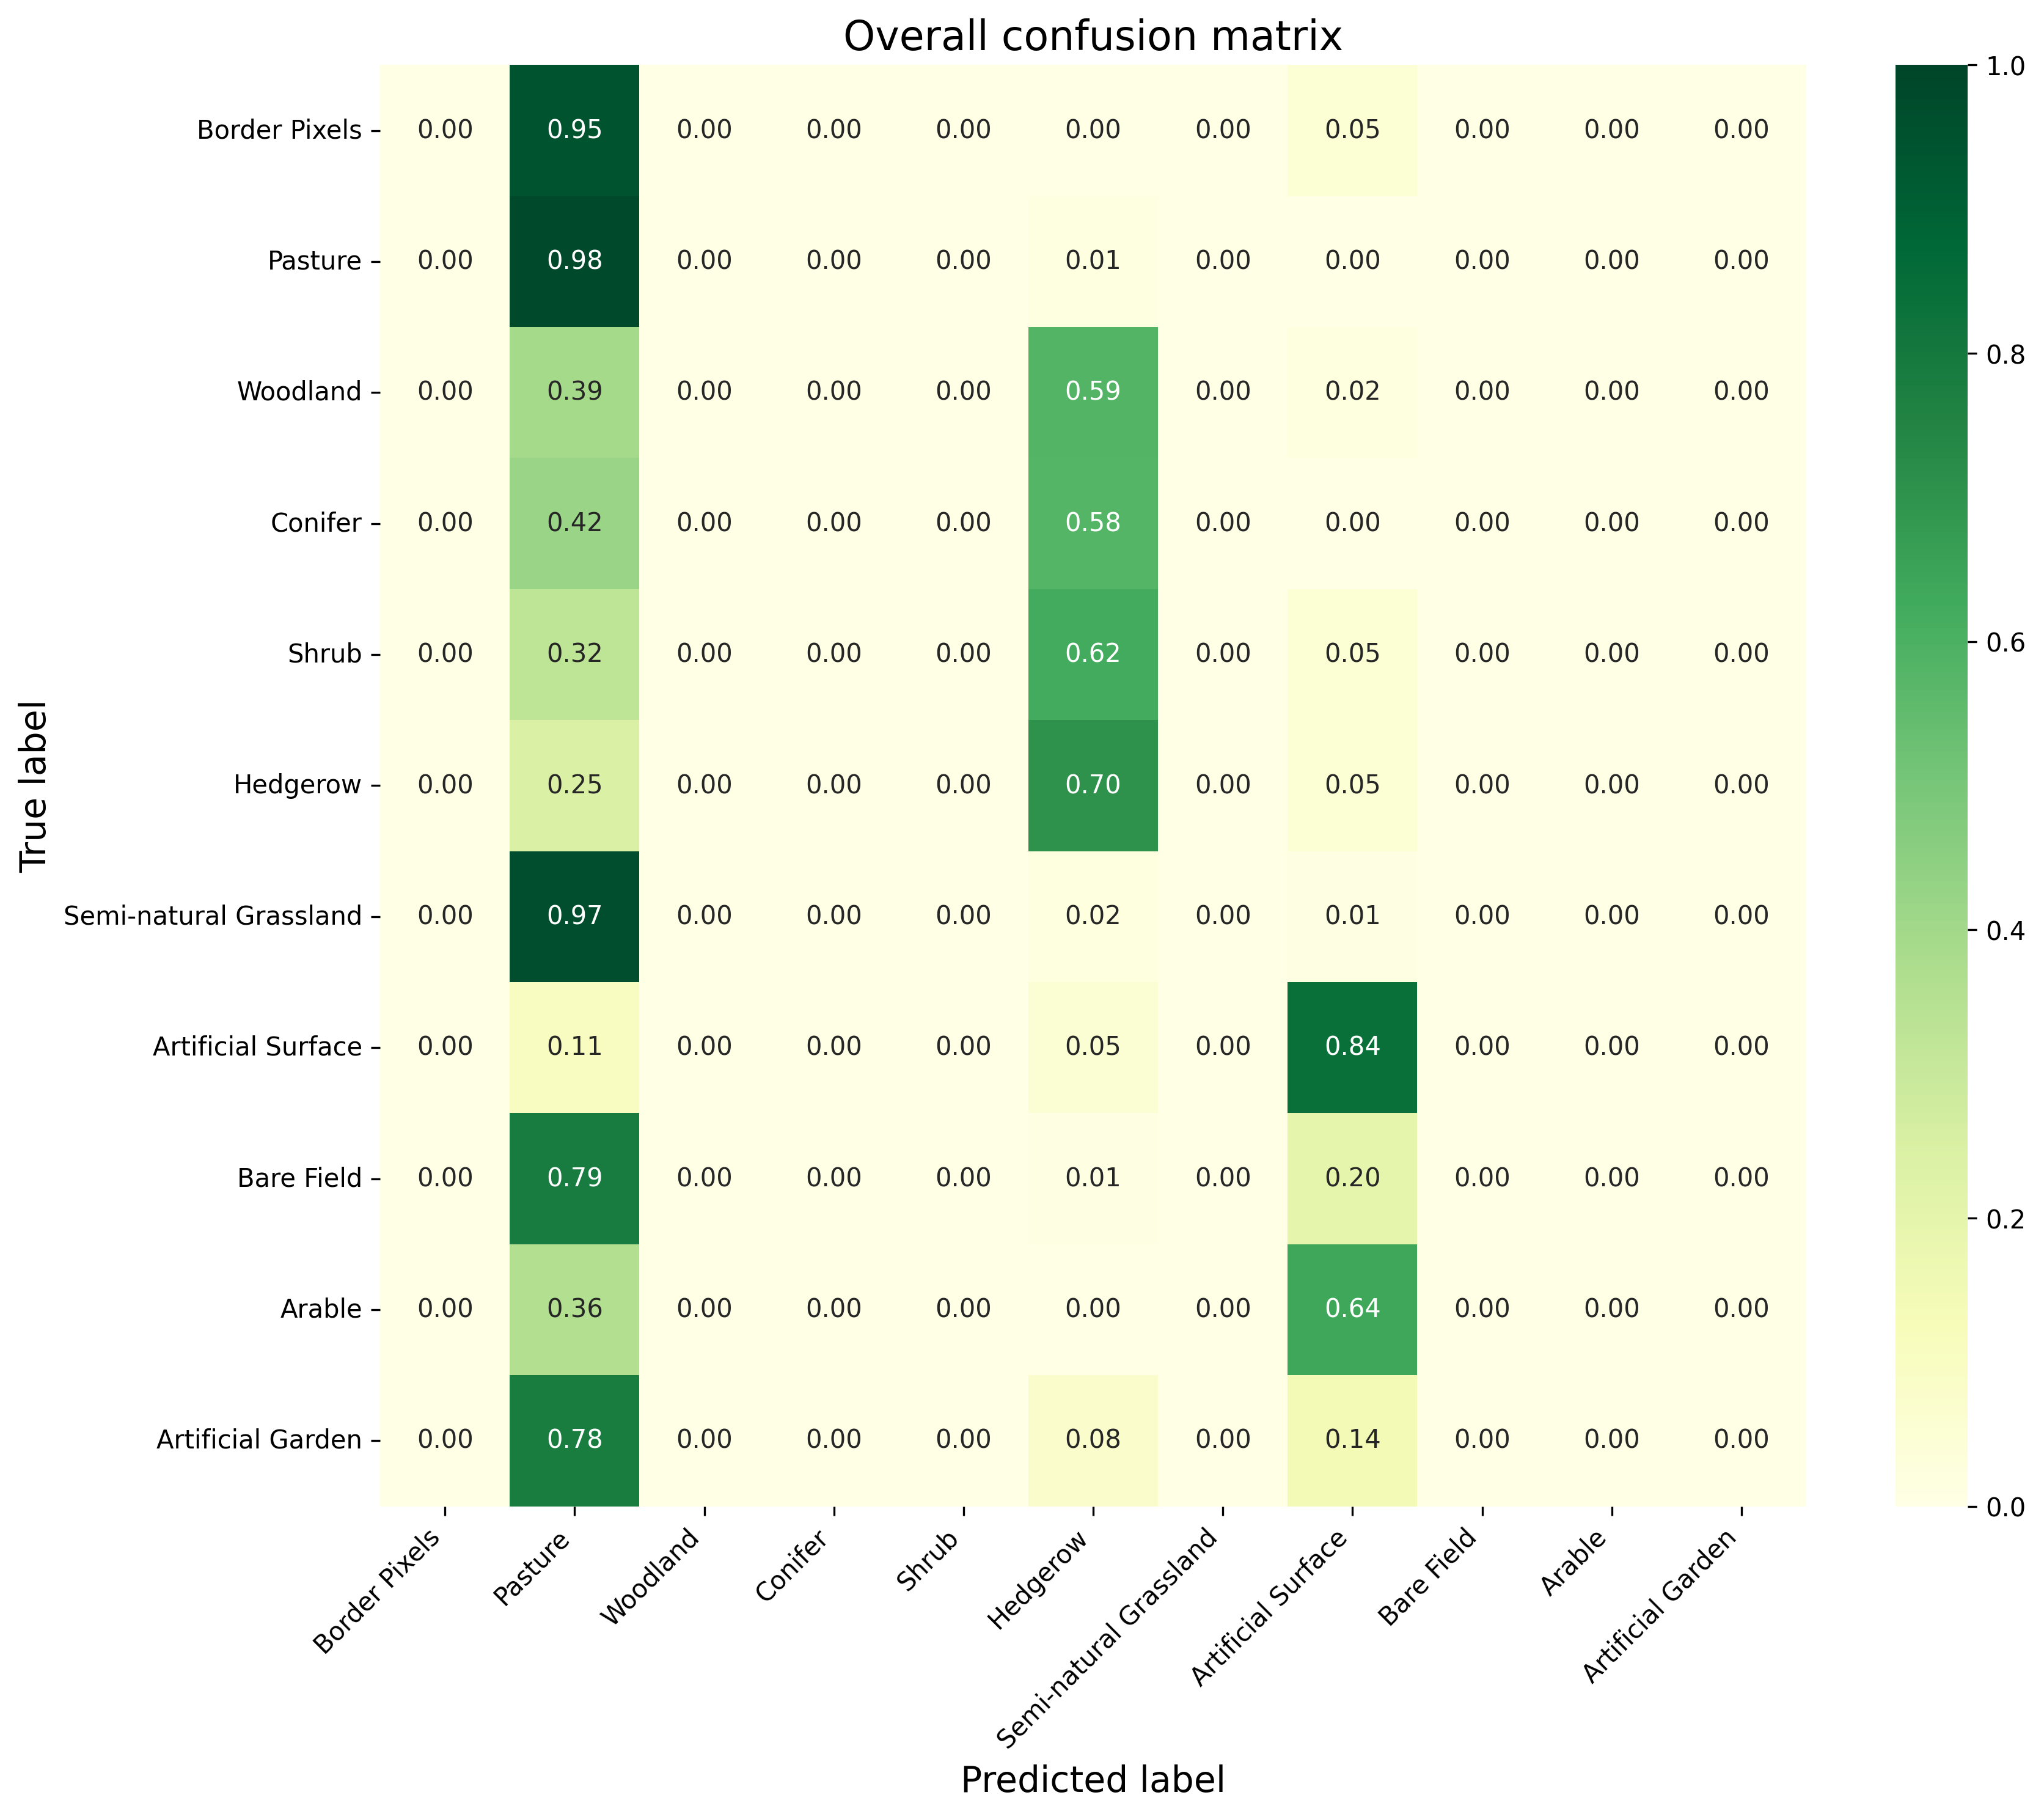 Overall confusion matrix
True label
Border Pixels 0.00 0.95 0.00 0.00 0.00 0.00 0.00 0.05 0.00 0.00 0.00
Pasture 0.00 0.98 0.00 0.00 0.00 0.01 0.00 0.00 0.00 0.00 0.00
Woodland 0.00 0.39 0.00 0.00 0.00 0.59 0.00 0.02 0.00 0.00 0.00
Conifer 0.00 0.42 0.00 0.00 0.00 0.58 0.00 0.00 0.00 0.00 0.00
Shrub 0.00 0.32 0.00 0.00 0.00 0.62 0.00 0.05 0.00 0.00 0.00
Hedgerow 0.00 0.25 0.00 0.00 0.00 0.70 0.00 0.05 0.00 0.00 0.00
Semi-natural Grassland 0.00 0.97 0.00 0.00 0.00 0.02 0.00 0.01 0.00 0.00 0.00
Artificial Surface 0.00 0.11 0.00 0.00 0.00 0.05 0.00 0.84 0.00 0.00 0.00
Bare Field 0.00 0.79 0.00 0.00 0.00 0.01 0.00 0.20 0.00 0.00 0.00
Arable 0.00 0.36 0.00 0.00 0.00 0.00 0.00 0.64 0.00 0.00 0.00
Artificial Garden 0.00 0.78 0.00 0.00 0.00 0.08 0.00 0.14 0.00 0.00 0.00
Border Pixels
Pasture
Woodland
Conifer
Shrub
Hedgerow
Semi-natural Grassland
Artificial Surface
Bare Field
Arable
Artificial Garden
Predicted label
1.0
0.8
0.6
0.4
0.2
0.0